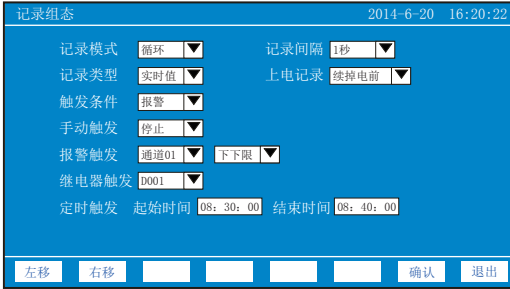 记录组态 2014-6-20 16:20:22
记录模式 循环 记录间隔 1秒
记录类型 实时值 上电记录 续掉电前
触发条件 报警
手动触发 停止
报警触发 通道01 下下限
继电器触发 D001
定时触发 起始时间 08: 30: 00 结束时间 08: 40: 00
左移 右移 确认 退出